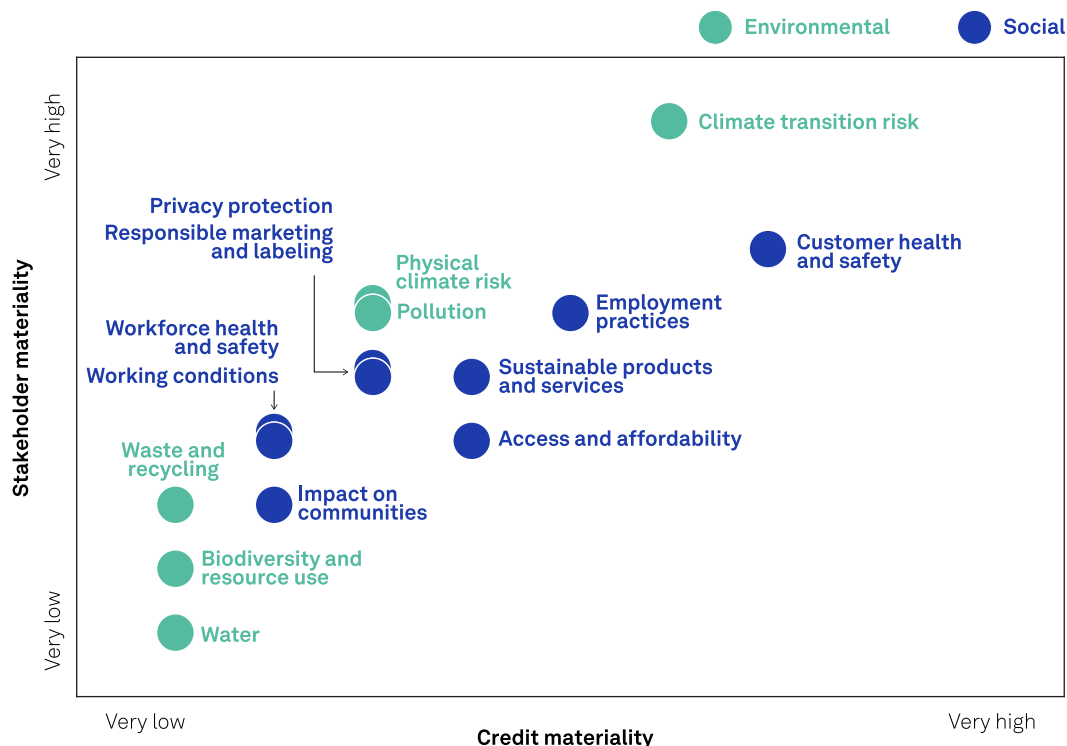 Environmental
Social
Very high
Climate transition risk
Privacy protection
Responsible marketing
and labeling
Customer health
and safety
Physical
climate risk
Pollution
Employment
practices
Workforce health
and safety
Working conditions
Sustainable products
and services
Stakeholder materiality
Access and affordability
Waste and
recycling
Impact on
communities
Biodiversity and
resource use
Water
Very low
Very low
Very high
Credit materiality